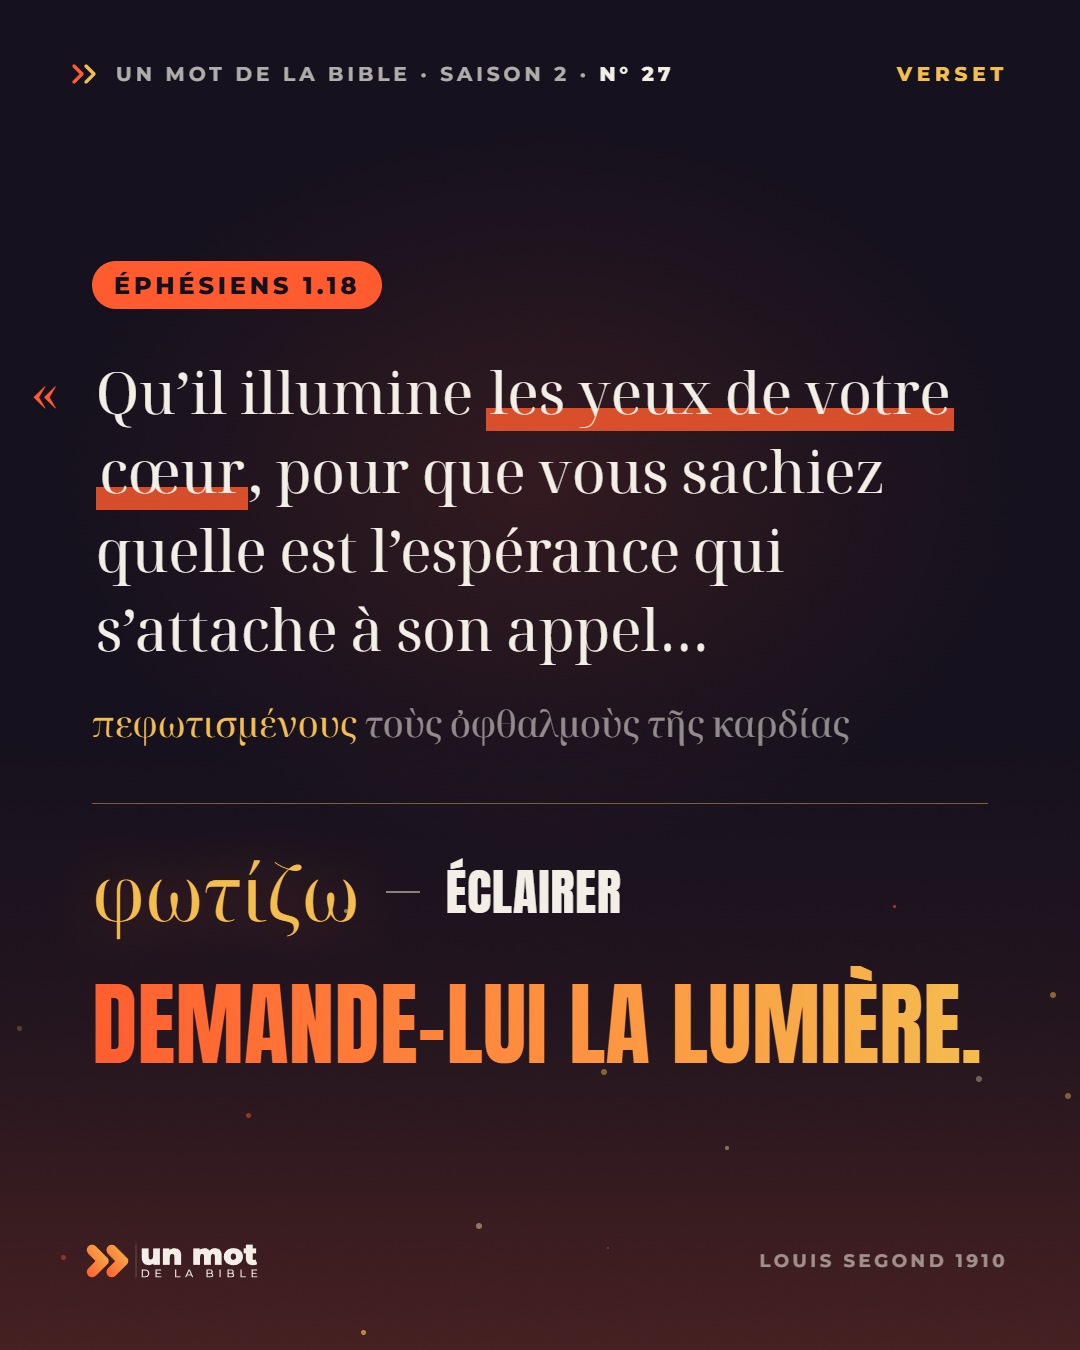 UN MOT DE LA BIBLE · SAISON 2 · N° 27
VERSET
ÉPHÉSIENS 1.18
« Qu’il illumine les yeux de votre
cœur, pour que vous sachiez
quelle est l’espérance qui
s’attache à son appel…
πεφωτισμένους τοὺς ὀφθαλμοὺς τῆς καρδίας
φωτίζω — ÉCLAIRER
DEMANDE-LUI LA LUMIÈRE.
un mot
DE LA BIBLE
LOUIS SEGOND 1910